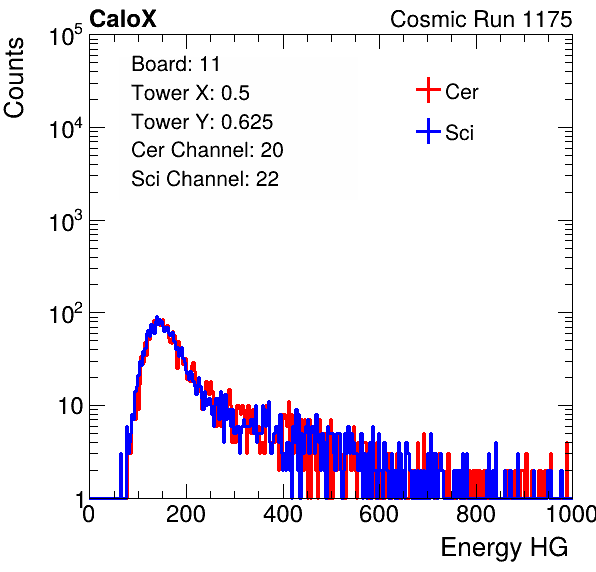 CaloX Cosmic Run 1175
Counts
10^5
10^4
10^3
10^2
10
1
Board: 11
Tower X: 0.5
Tower Y: 0.625
Cer Channel: 20
Sci Channel: 22
Cer
Sci
0 200 400 600 800 1000
Energy HG